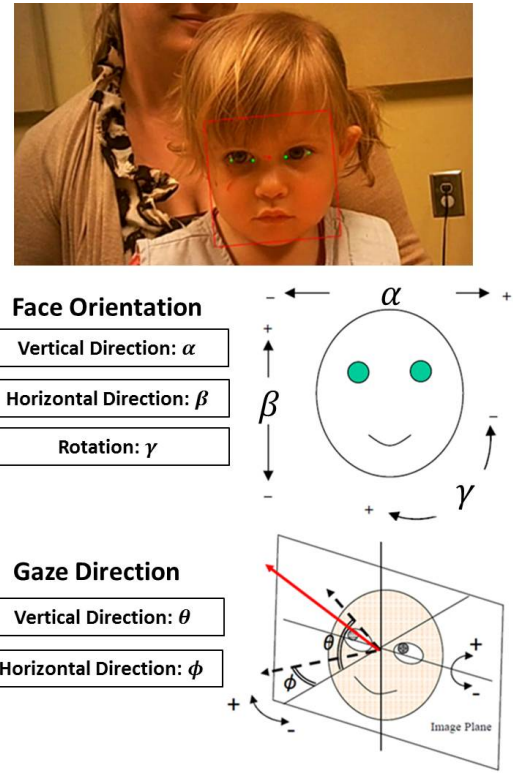 Face Orientation
Vertical Direction: α
Horizontal Direction: β
Rotation: γ
− α +
+
β
−
−
γ
+
Gaze Direction
Vertical Direction: θ
Horizontal Direction: ϕ
θ
ϕ
+
-
+
-
Image Plane